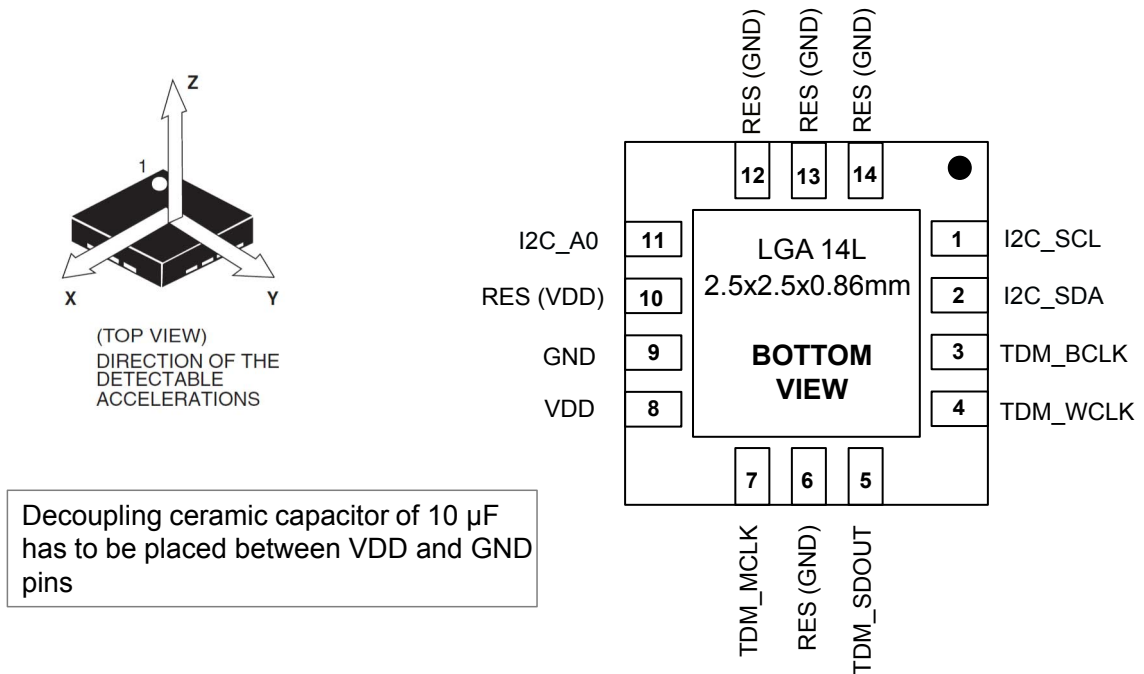 Z
1
X
Y
(TOP VIEW)
DIRECTION OF THE
DETECTABLE
ACCELERATIONS
Decoupling ceramic capacitor of 10 µF
has to be placed between VDD and GND
pins
RES (GND)
RES (GND)
RES (GND)
12
13
14
I2C_A0
11
RES (VDD)
10
GND
9
VDD
8
LGA 14L
2.5x2.5x0.86mm
BOTTOM
VIEW
1
I2C_SCL
2
I2C_SDA
3
TDM_BCLK
4
TDM_WCLK
7
6
5
TDM_MCLK
RES (GND)
TDM_SDOUT